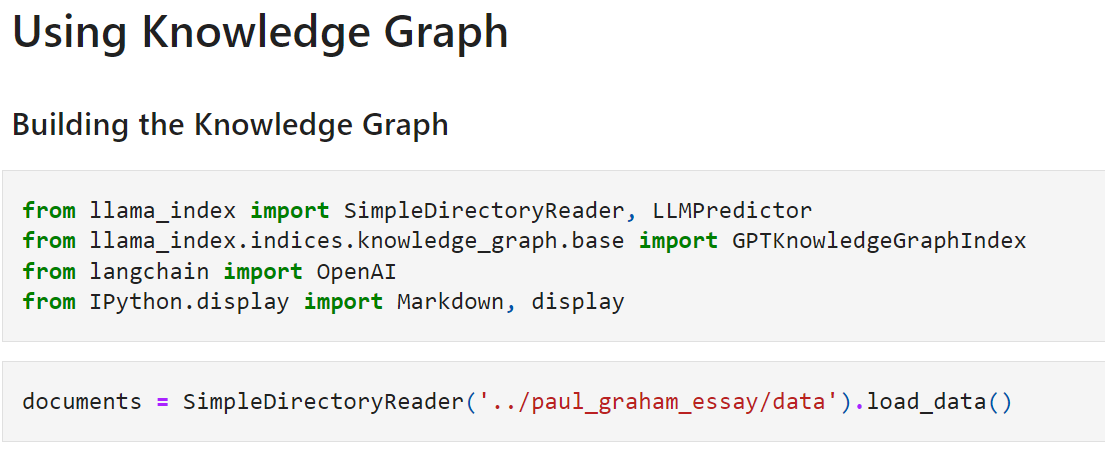 Using Knowledge Graph
Building the Knowledge Graph
from llama_index import SimpleDirectoryReader, LLMPredictor
from llama_index.indices.knowledge_graph.base import GPTKnowledgeGraphIndex
from langchain import OpenAI
from IPython.display import Markdown, display
documents = SimpleDirectoryReader('../paul_graham_essay/data').load_data()